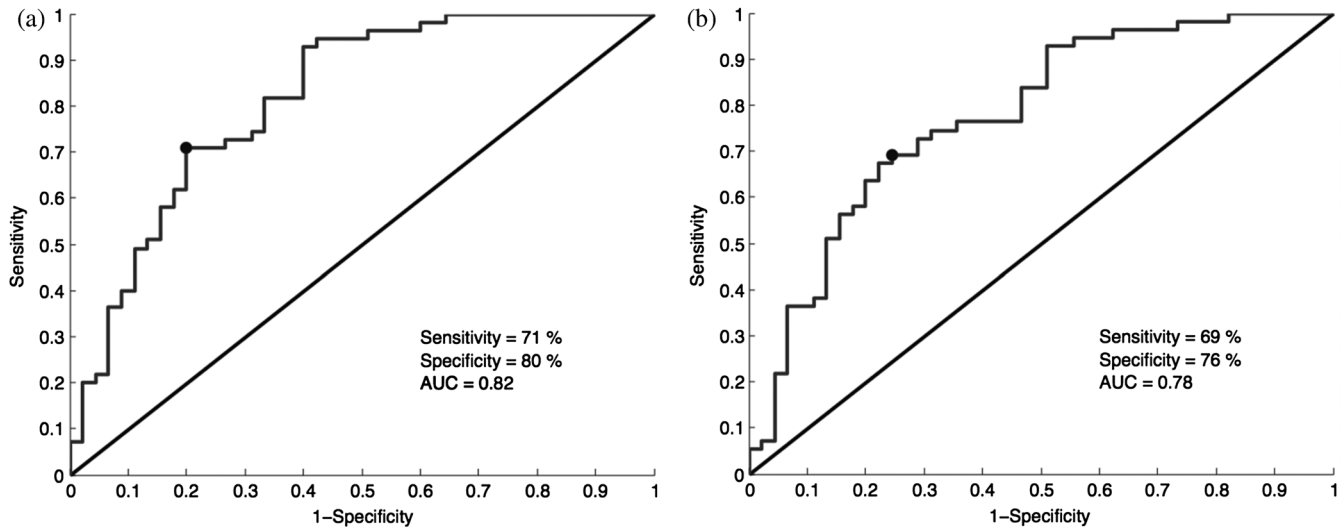 (a)
1
0.9
0.8
0.7
0.6
0.5
0.4
0.3
0.2
0.1
0
Sensitivity
Sensitivity = 71 %
Specificity = 80 %
AUC = 0.82
0 0.1 0.2 0.3 0.4 0.5 0.6 0.7 0.8 0.9 1
1−Specificity
(b)
1
0.9
0.8
0.7
0.6
0.5
0.4
0.3
0.2
0.1
0
Sensitivity
Sensitivity = 69 %
Specificity = 76 %
AUC = 0.78
0 0.1 0.2 0.3 0.4 0.5 0.6 0.7 0.8 0.9 1
1−Specificity